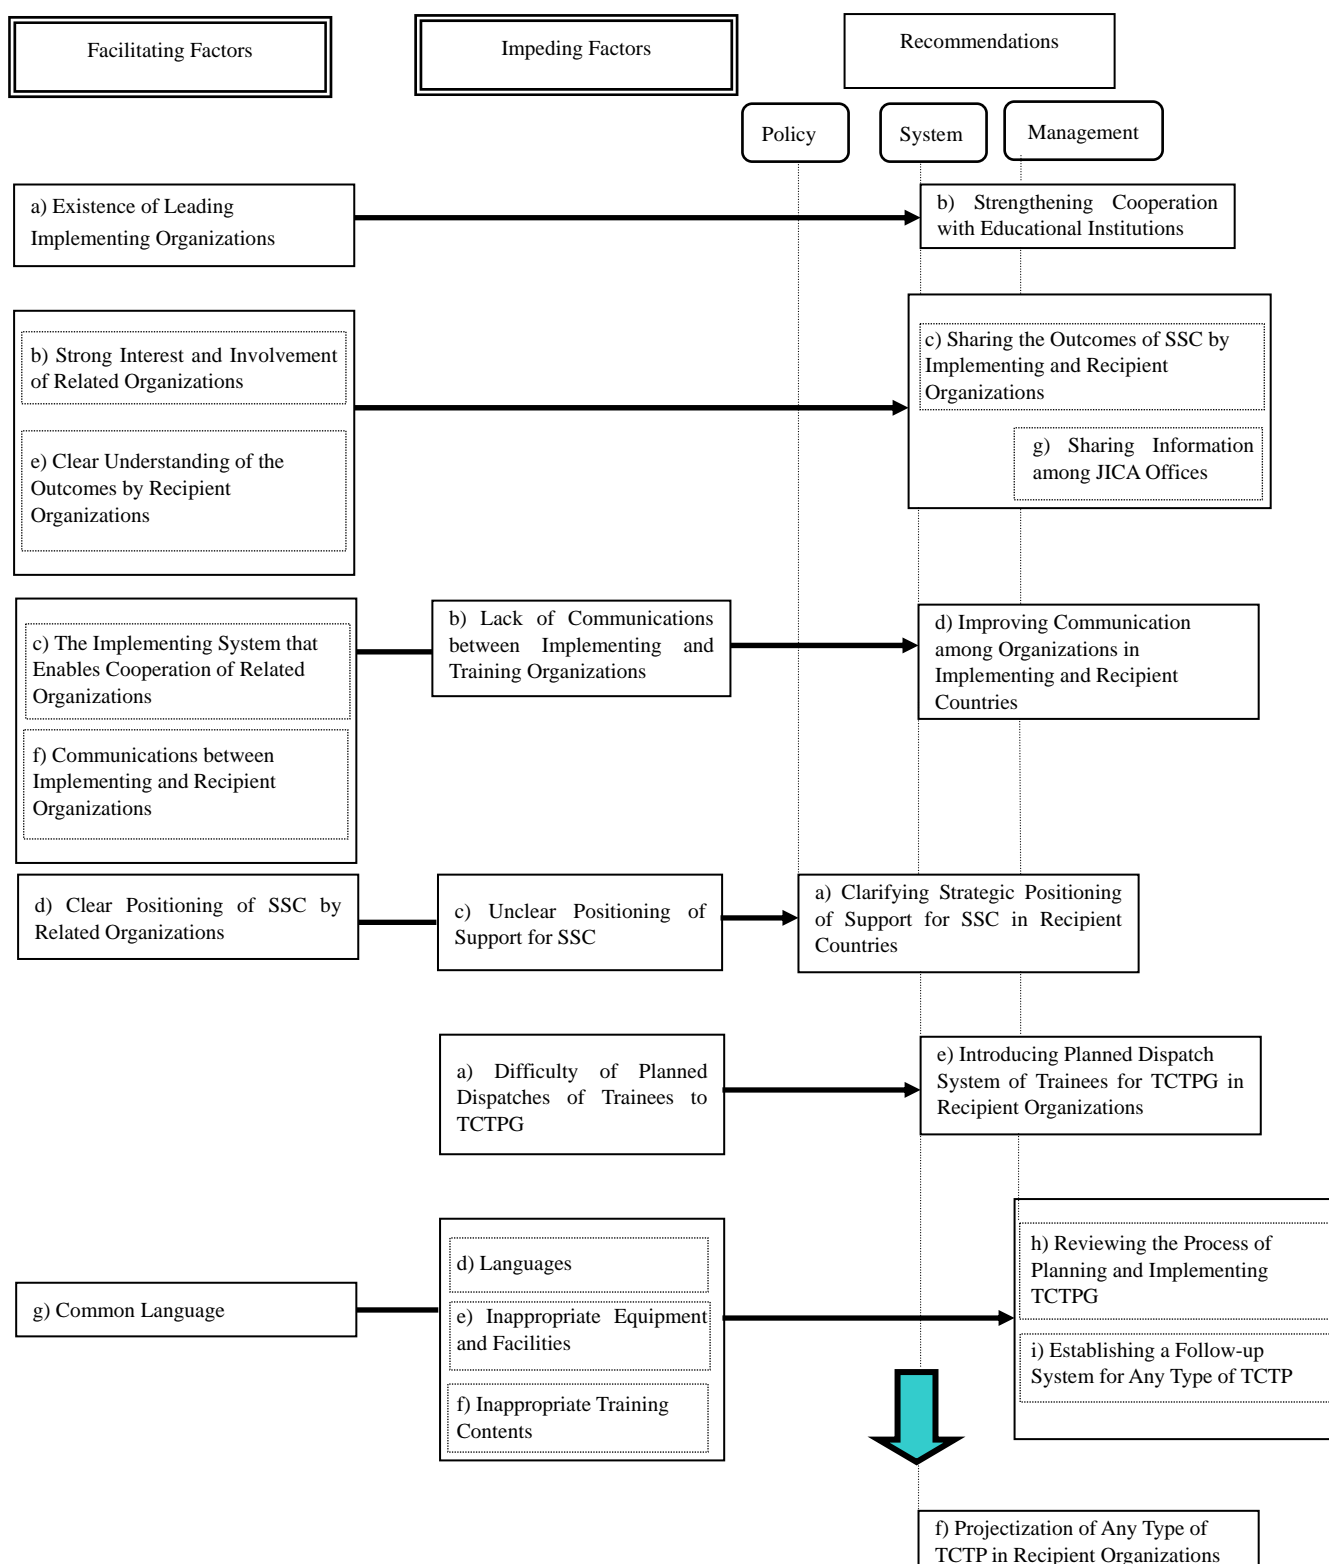 Facilitating Factors
Impeding Factors
Recommendations
Policy
System
Management
a) Existence of Leading
Implementing Organizations
b) Strengthening Cooperation
with Educational Institutions
b) Strong Interest and Involvement
of Related Organizations
e) Clear Understanding of the
Outcomes by Recipient
Organizations
c) Sharing the Outcomes of SSC by
Implementing and Recipient
Organizations
g) Sharing Information
among JICA Offices
c) The Implementing System that
Enables Cooperation of Related
Organizations
f) Communications between
Implementing and Recipient
Organizations
b) Lack of Communications
between Implementing and
Training Organizations
d) Improving Communication
among Organizations in
Implementing and Recipient
Countries
d) Clear Positioning of SSC by
Related Organizations
c) Unclear Positioning of
Support for SSC
a) Clarifying Strategic Positioning
of Support for SSC in Recipient
Countries
a) Difficulty of Planned
Dispatches of Trainees to
TCTPG
e) Introducing Planned Dispatch
System of Trainees for TCTPG in
Recipient Organizations
g) Common Language
d) Languages
e) Inappropriate Equipment
and Facilities
f) Inappropriate Training
Contents
h) Reviewing the Process of
Planning and Implementing
TCTPG
i) Establishing a Follow-up
System for Any Type of TCTP
f) Projectization of Any Type of
TCTP in Recipient Organizations